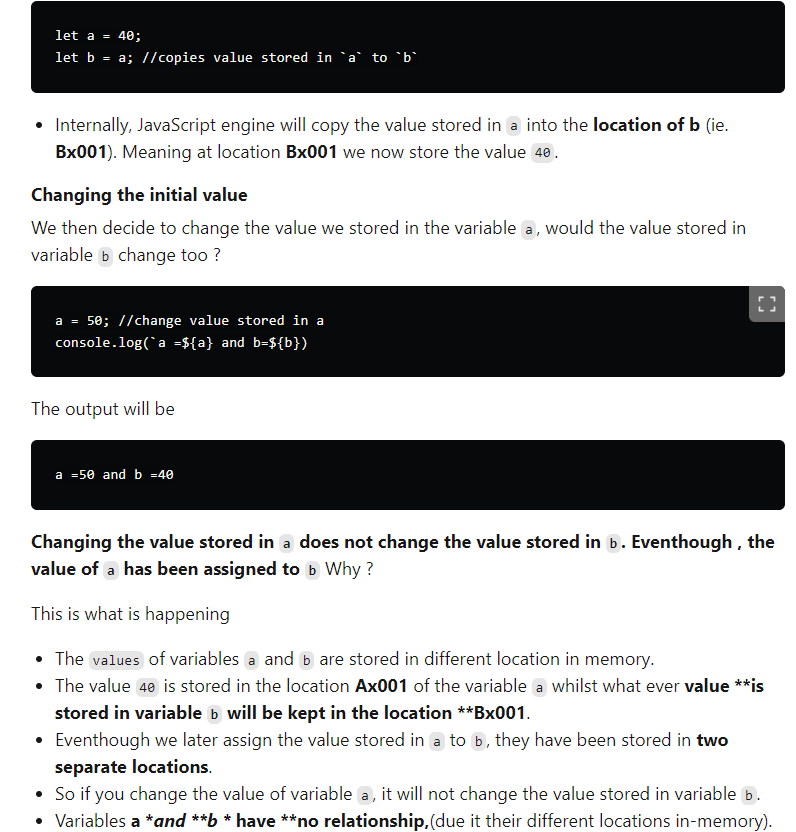 let a = 40;
let b = a; //copies value stored in `a` to `b`
• Internally, JavaScript engine will copy the value stored in a into the location of b (ie.
Bx001). Meaning at location Bx001 we now store the value 40.
Changing the initial value
We then decide to change the value we stored in the variable a, would the value stored in
variable b change too ?
a = 50; //change value stored in a
console.log(`a =${a} and b=${b})
The output will be
a =50 and b =40
Changing the value stored in a does not change the value stored in b. Eventhough , the
value of a has been assigned to b Why ?
This is what is happening
• The values of variables a and b are stored in different location in memory.
• The value 40 is stored in the location Ax001 of the variable a whilst what ever value **is
stored in variable b will be kept in the location **Bx001.
• Eventhough we later assign the value stored in a to b, they have been stored in two
separate locations.
• So if you change the value of variable a, it will not change the value stored in variable b.
• Variables a *and **b * have **no relationship,(due it their different locations in-memory).